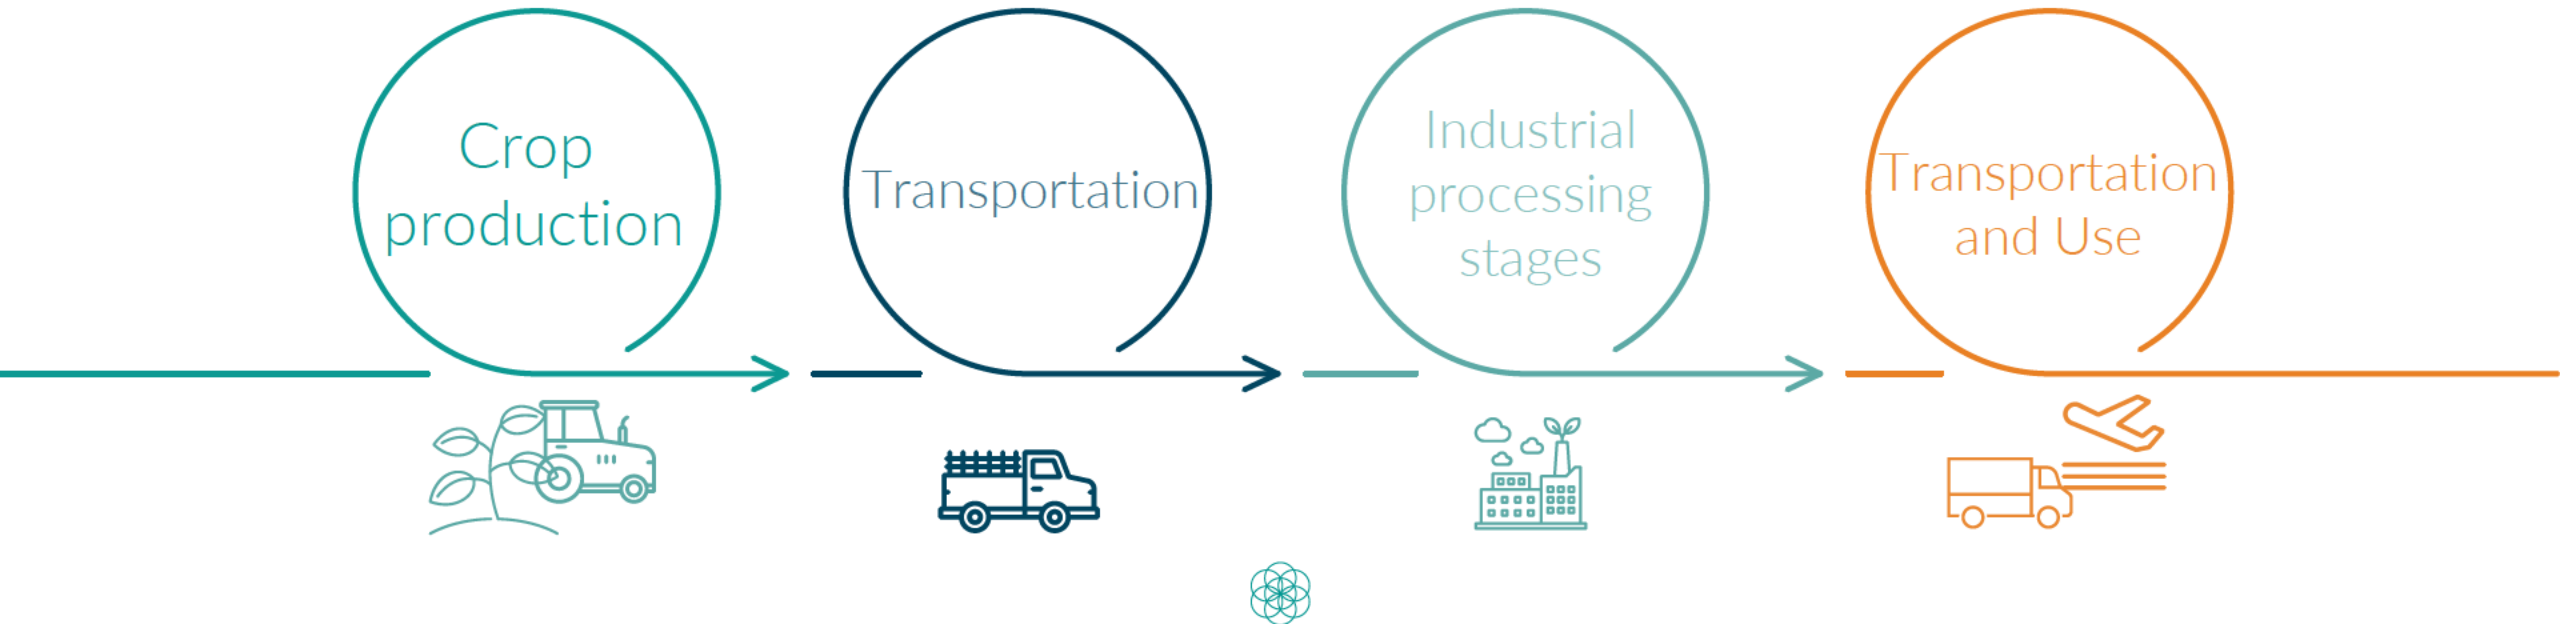 Crop
production
Transportation
Industrial
processing
stages
Transportation
and Use